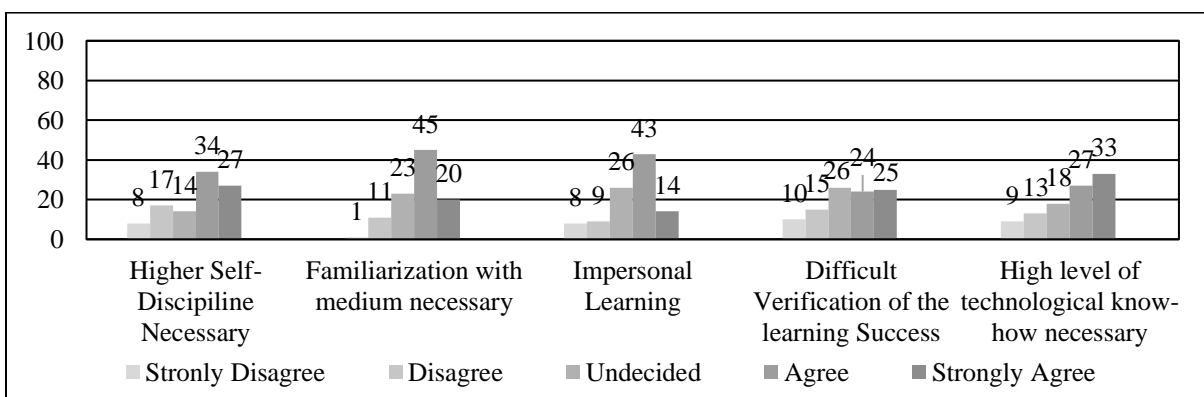 100
80
60
40
20
0
8 17 14 34 27
1 11 23 45 20
8 9 26 43 14
10 15 26 24 25
9 13 18 27 33
Higher Self-
Discipiline
Necessary
Familiarization with
medium necessary
Impersonal
Learning
Difficult
Verification of the
learning Success
High level of
technological know-
how necessary
Stronly Disagree Disagree Undecided Agree Strongly Agree